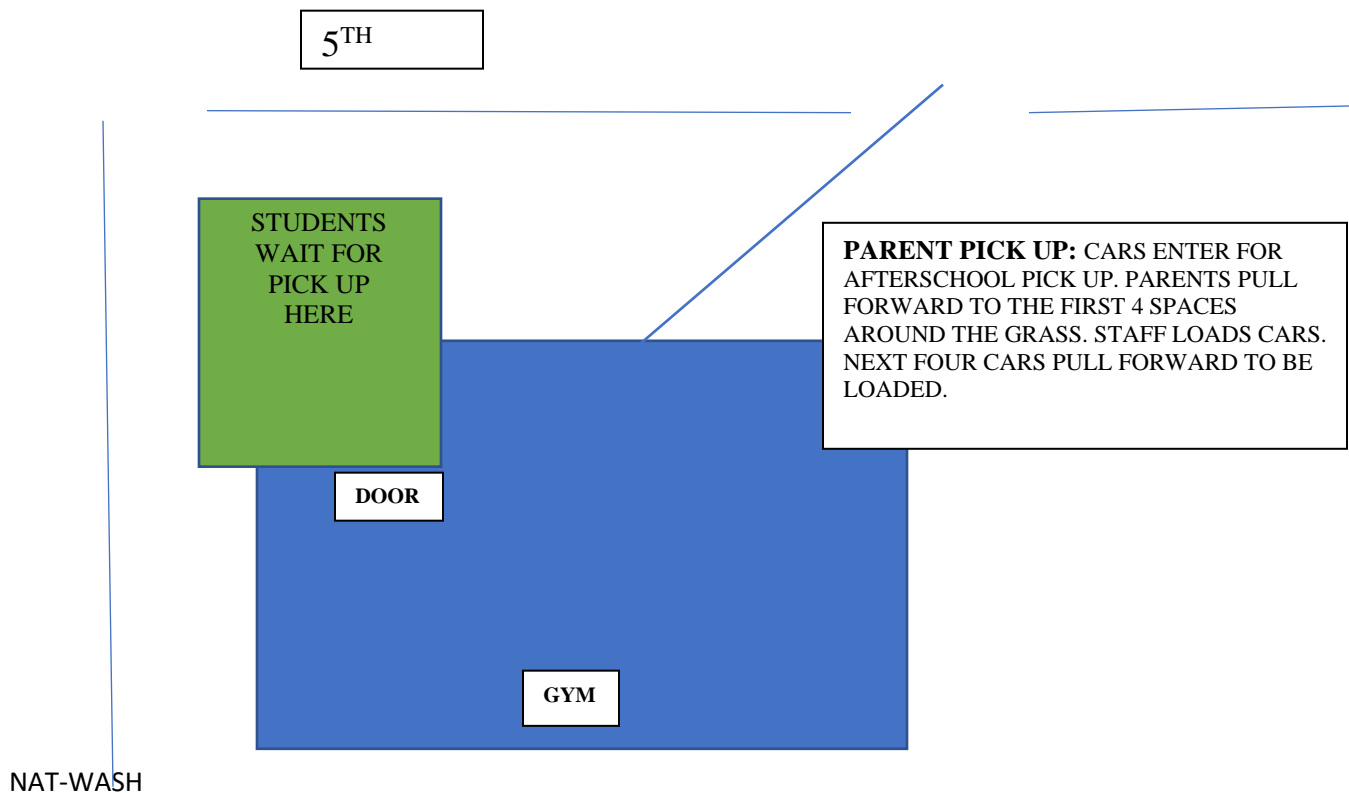 5TH
STUDENTS
WAIT FOR
PICK UP
HERE
PARENT PICK UP: CARS ENTER FOR
AFTERSCHOOL PICK UP. PARENTS PULL
FORWARD TO THE FIRST 4 SPACES
AROUND THE GRASS. STAFF LOADS CARS.
NEXT FOUR CARS PULL FORWARD TO BE
LOADED.
DOOR
GYM
NAT-WASH